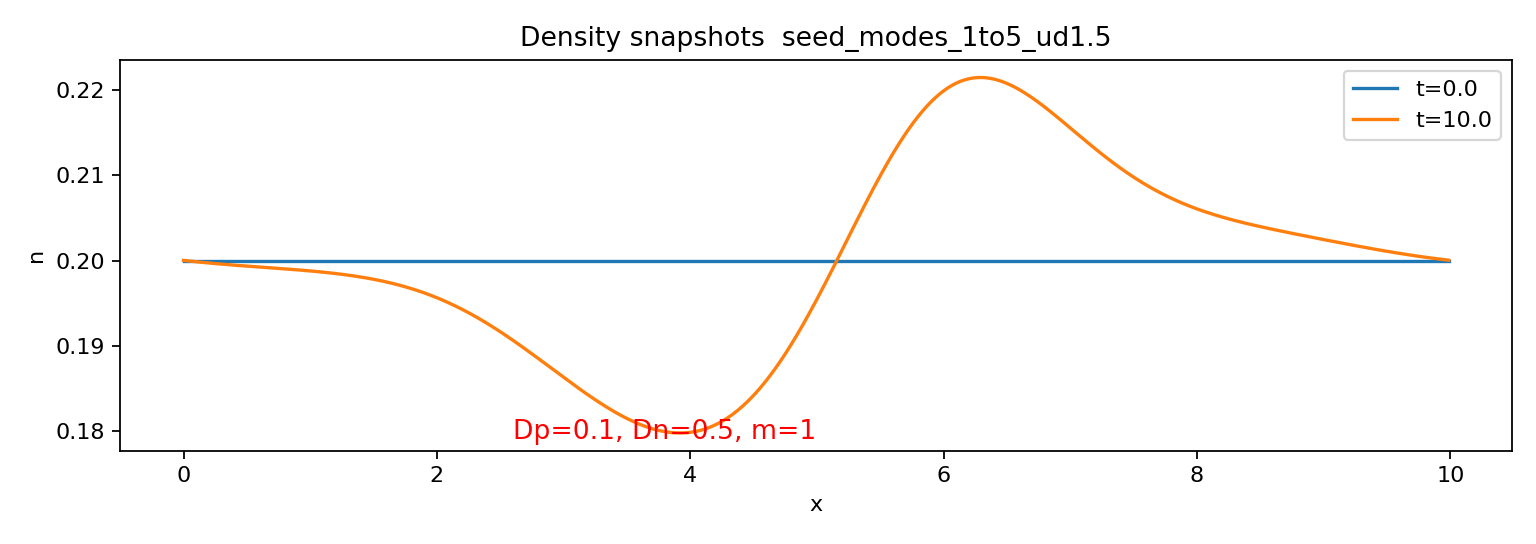 Density snapshots  seed_modes_1to5_ud1.5
n
0.22
0.21
0.20
0.19
0.18
t=0.0
t=10.0
Dp=0.1, Dn=0.5, m=1
0 2 4 6 8 10
x